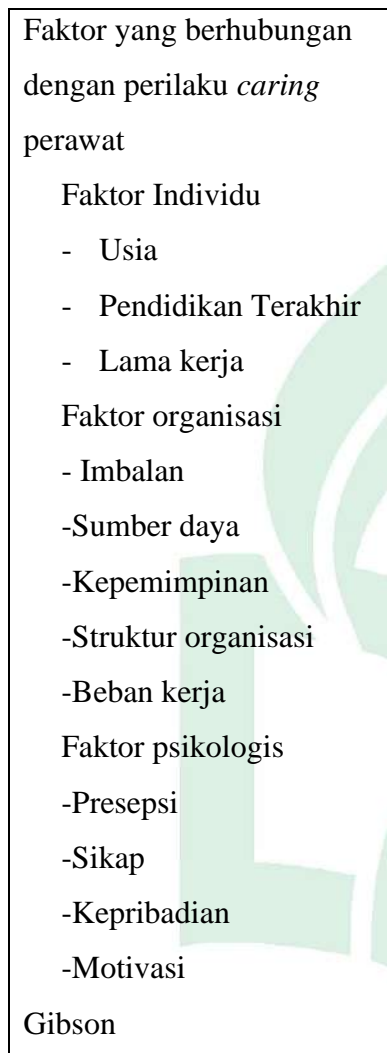 Faktor yang berhubungan
dengan perilaku caring
perawat
Faktor Individu
- Usia
- Pendidikan Terakhir
- Lama kerja
Faktor organisasi
- Imbalan
-Sumber daya
-Kepemimpinan
-Struktur organisasi
-Beban kerja
Faktor psikologis
-Presepsi
-Sikap
-Kepribadian
-Motivasi
Gibson